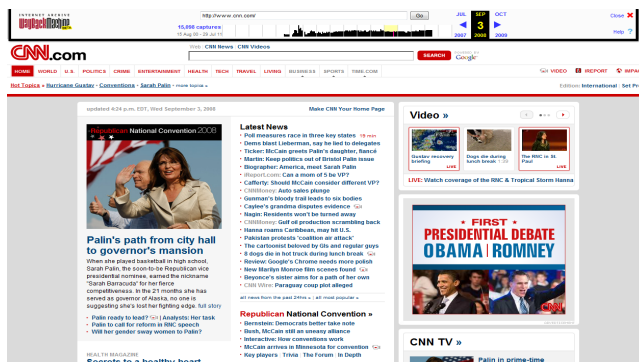 INTERNET ARCHIVE
WayBackMachine
BETA
http://www.cnn.com/
Go
JUL SEP OCT
Close
15,098 captures
15 Aug 00 - 29 Jul 11
3
2007 2008 2009
Help ?
CNN.com
Web CNN News CNN Videos
SEARCH
HOME WORLD U.S. POLITICS CRIME ENTERTAINMENT HEALTH TECH TRAVEL LIVING BUSINESS SPORTS TIME.COM
VIDEO IREPORT IMPA
Hot Topics » Hurricane Gustav • Conventions • Sarah Palin • more topics »
Edition: International | Set Pr
updated 4:24 p.m. EDT, Wed September 3, 2008
Make CNN Your Home Page
Republican National Convention 2008
Palin's path from city hall
to governor's mansion
When she played basketball in high school,
Sarah Palin, the soon-to-be Republican vice
presidential nominee, earned the nickname
"Sarah Barracuda" for her fierce
competitiveness. In the 21 months she has
served as governor of Alaska, no one is
suggesting she's lost her fighting edge. full story
• Palin ready to lead? | Analysts: Her task
• Palin to call for reform in RNC speech
• Will her gender sway women to Palin?
HEALTH MAGAZINE
Secrets to a healthy heart
Latest News
• Poll measures race in three key states 19 min
• Dems blast Lieberman, say he lied to delegates
• Ticker: McCain greets Palin's daughter, fiancé
• Martin: Keep politics out of Bristol Palin issue
• Biographer: America, meet Sarah Palin
• iReport.com: Can a mom of 5 be VP?
• Cafferty: Should McCain consider different VP?
• CNNMoney: Auto sales plunge
• Gunman's bloody trail leads to six bodies
• Caylee's grandma disputes evidence
• Nagin: Residents won't be turned away
• CNNMoney: Gulf oil production scrambling back
• Hanna roams Caribbean, may hit U.S.
• Pakistan protests 'coalition air attack'
• The cartoonist beloved by GIs and regular guys
• 8 dogs die in hot truck during lunch break
• Review: Google's Chrome needs more polish
• New Marilyn Monroe film scenes found
• Beyonce's sister aims for a path of her own
• CNN Wire: Paraguay coup plot alleged
all news from the past 24hrs » | all most popular »
Republican National Convention »
• Bernstein: Democrats better take note
• Bush, McCain still an uneasy alliance
• Interactive: How conventions work
• McCain arrives in Minnesota for convention
• Key players Trivia The Forum In Depth
Video »
Gustav recovery
briefing
LIVE
Dogs die during
lunch break 1:39
The RNC in St.
Paul
LIVE
LIVE: Watch coverage of the RNC & Tropical Storm Hanna
FIRST
PRESIDENTIAL DEBATE
OBAMA | ROMNEY
CNN
CNN TV »
Palin in prime-time